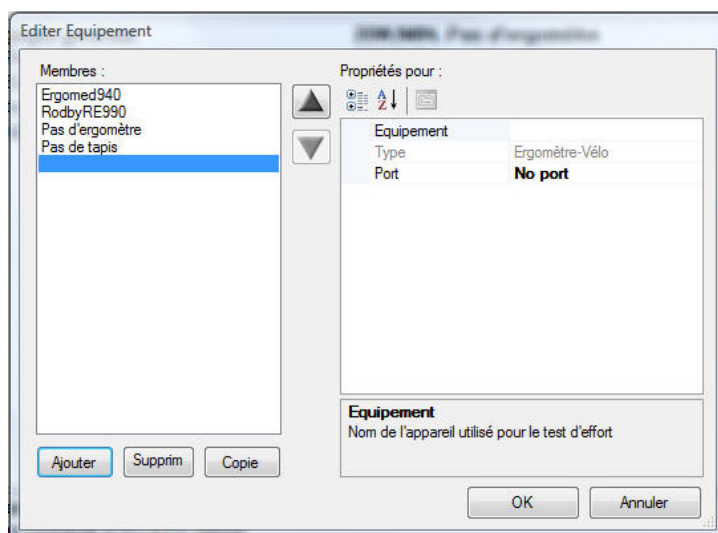 Editer Equipement
Membres :
Ergomed940
RodbyRE990
Pas d'ergomètre
Pas de tapis
Ajouter
Supprim
Copie
Propriétés pour :
Equipement
Type Ergomètre-Vélo
Port No port
Equipement
Nom de l'appareil utilisé pour le test d'effort
OK
Annuler